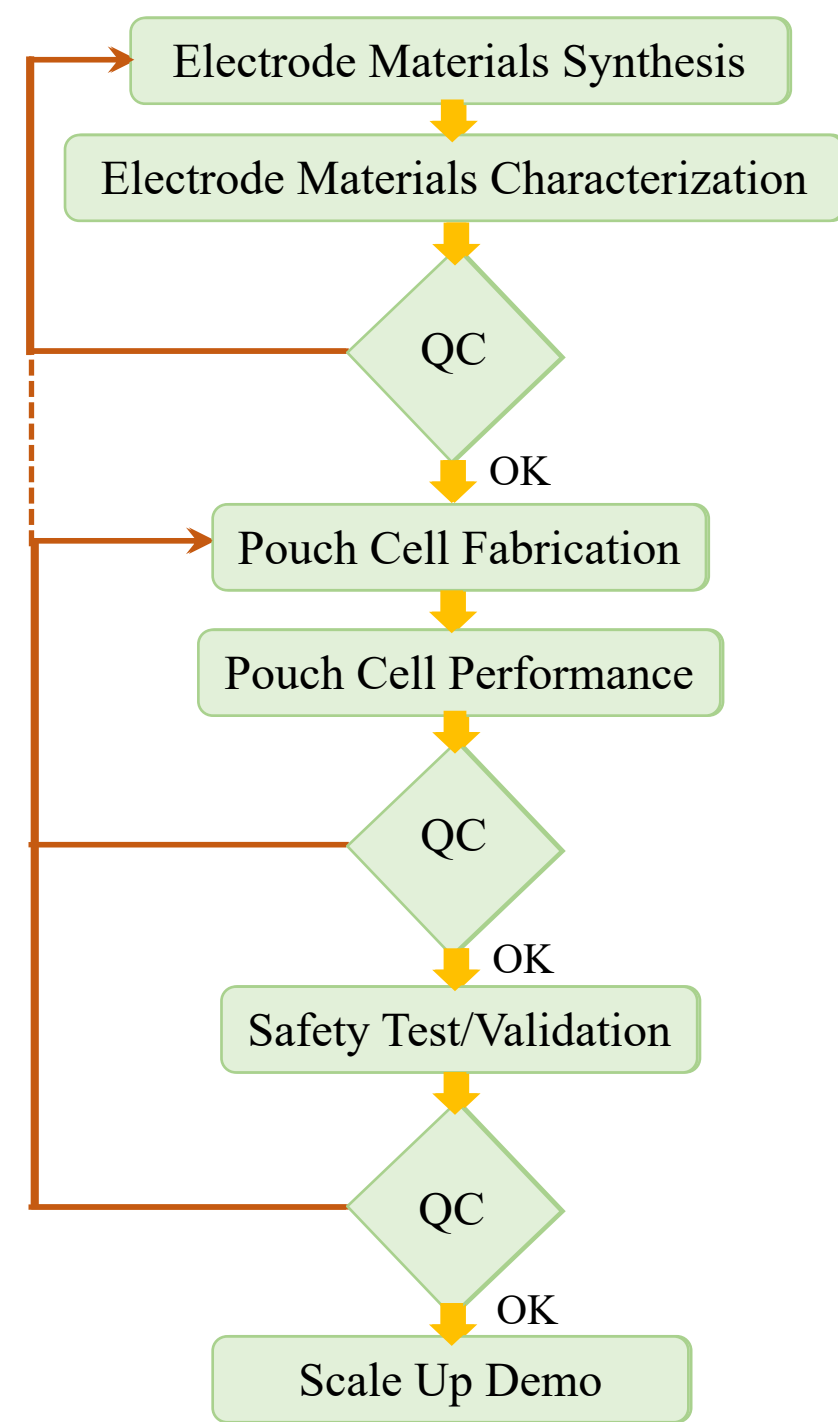 Electrode Materials Synthesis
Electrode Materials Characterization
QC
OK
Pouch Cell Fabrication
Pouch Cell Performance
QC
OK
Safety Test/Validation
QC
OK
Scale Up Demo